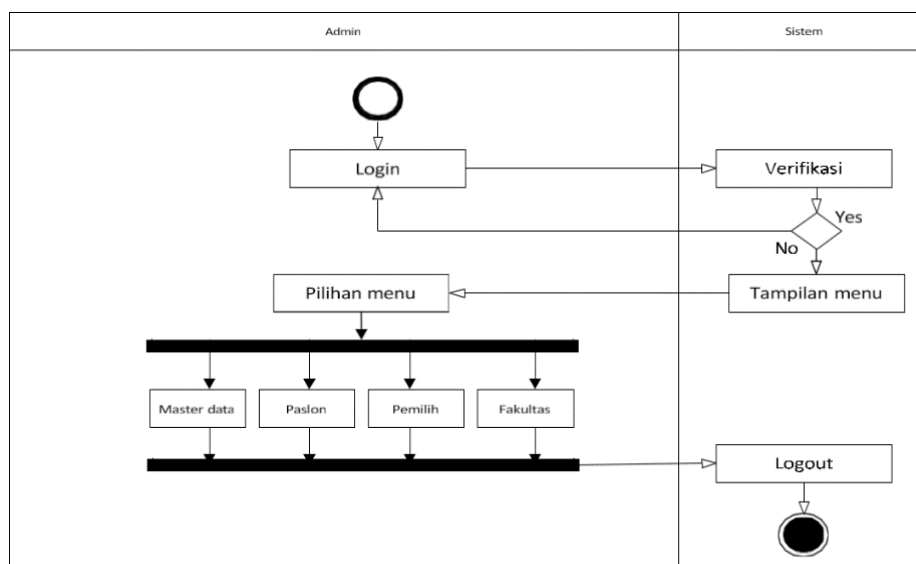 Admin
Sistem
Login
Verifikasi
Yes
No
Pilihan menu
Tampilan menu
Master data
Paslon
Pemilih
Fakultas
Logout